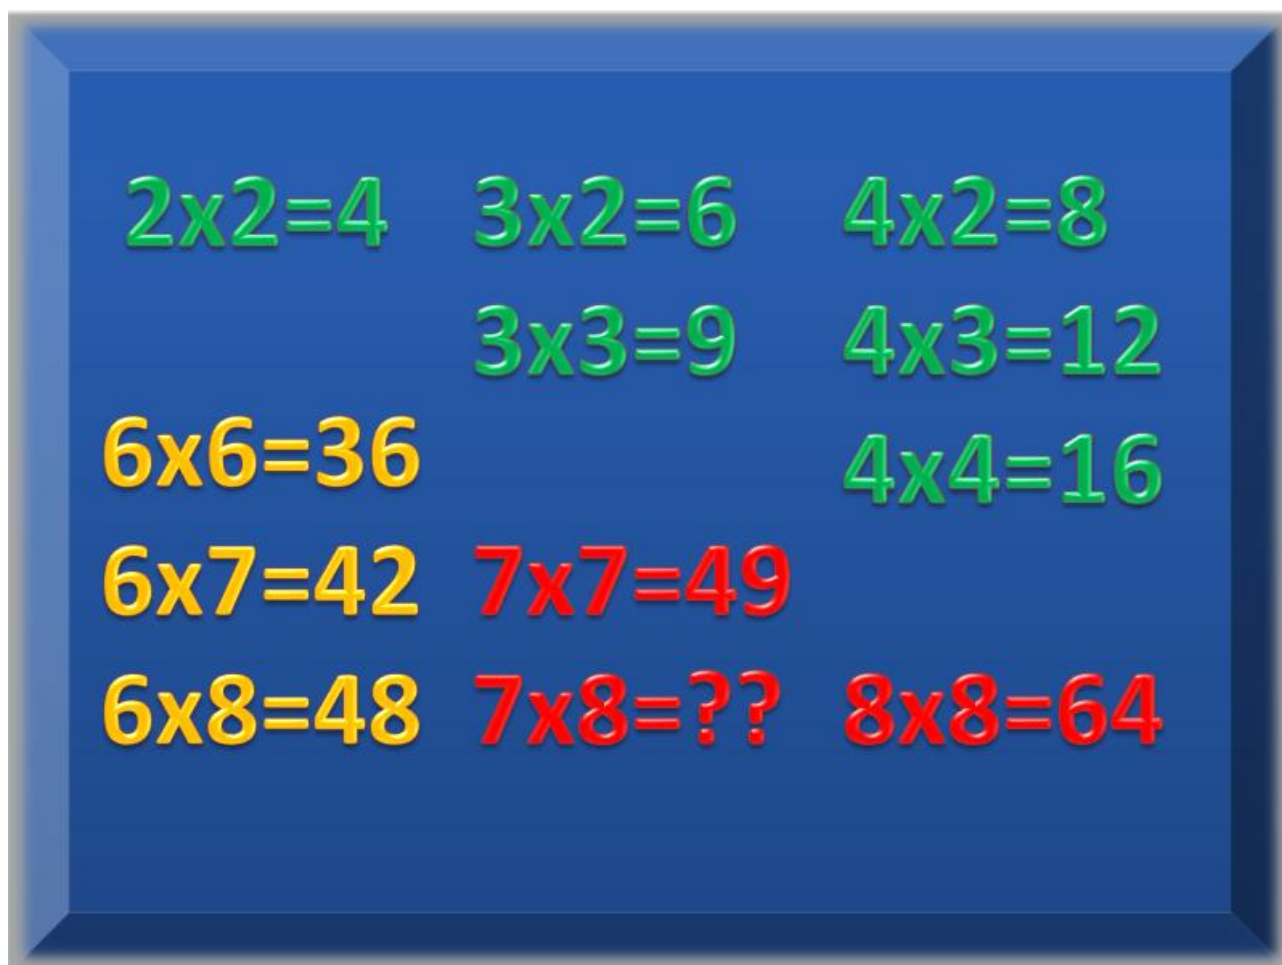 2x2=4 3x2=6 4x2=8
3x3=9 4x3=12
6x6=36 4x4=16
6x7=42 7x7=49
6x8=48 7x8=?? 8x8=64